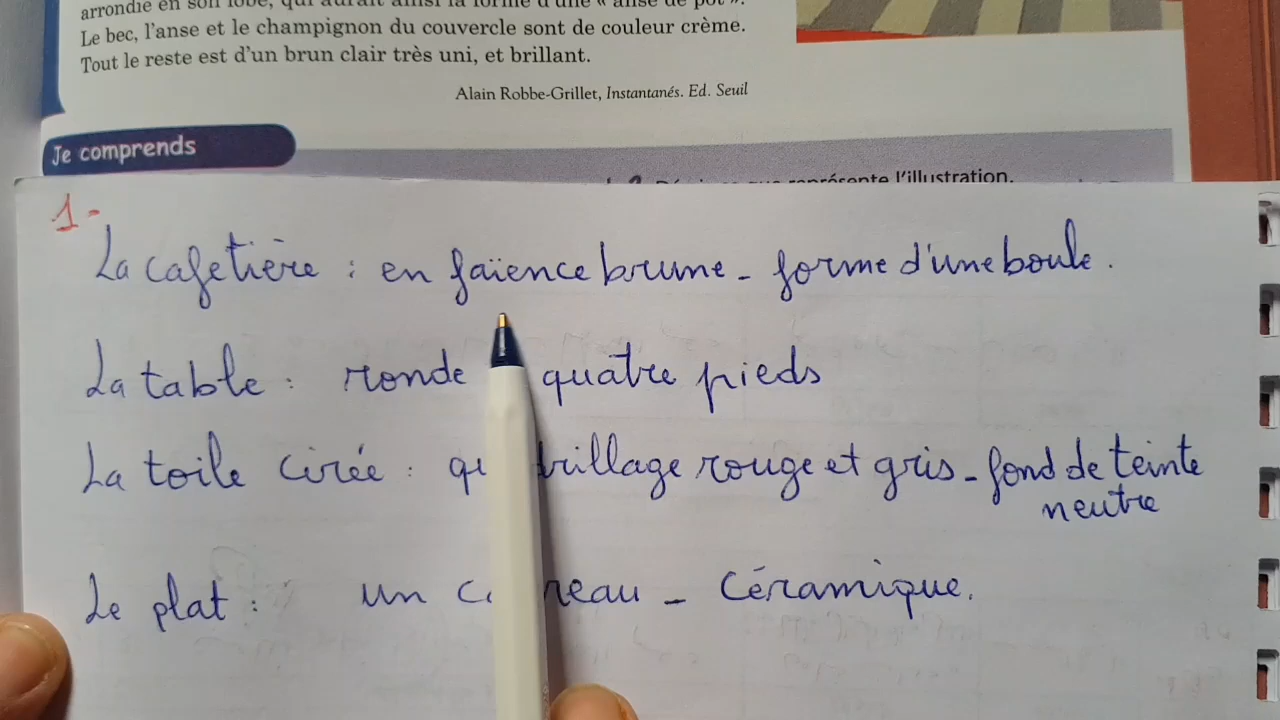 arrondie en son lobe, qui aurait ainsi la forme d'une « anse de pot ».
Le bec, l'anse et le champignon du couvercle sont de couleur crème.
Tout le reste est d'un brun clair très uni, et brillant.
Alain Robbe-Grillet, Instantanés. Ed. Seuil
Je comprends
représente l'illustration.
1-
La cafetière : en faïence brune - forme d'une boule.
La table : ronde quatre pieds
La toile cirée : rouge et gris - fond de teinte
neutre
Le plat : un - Céramique.